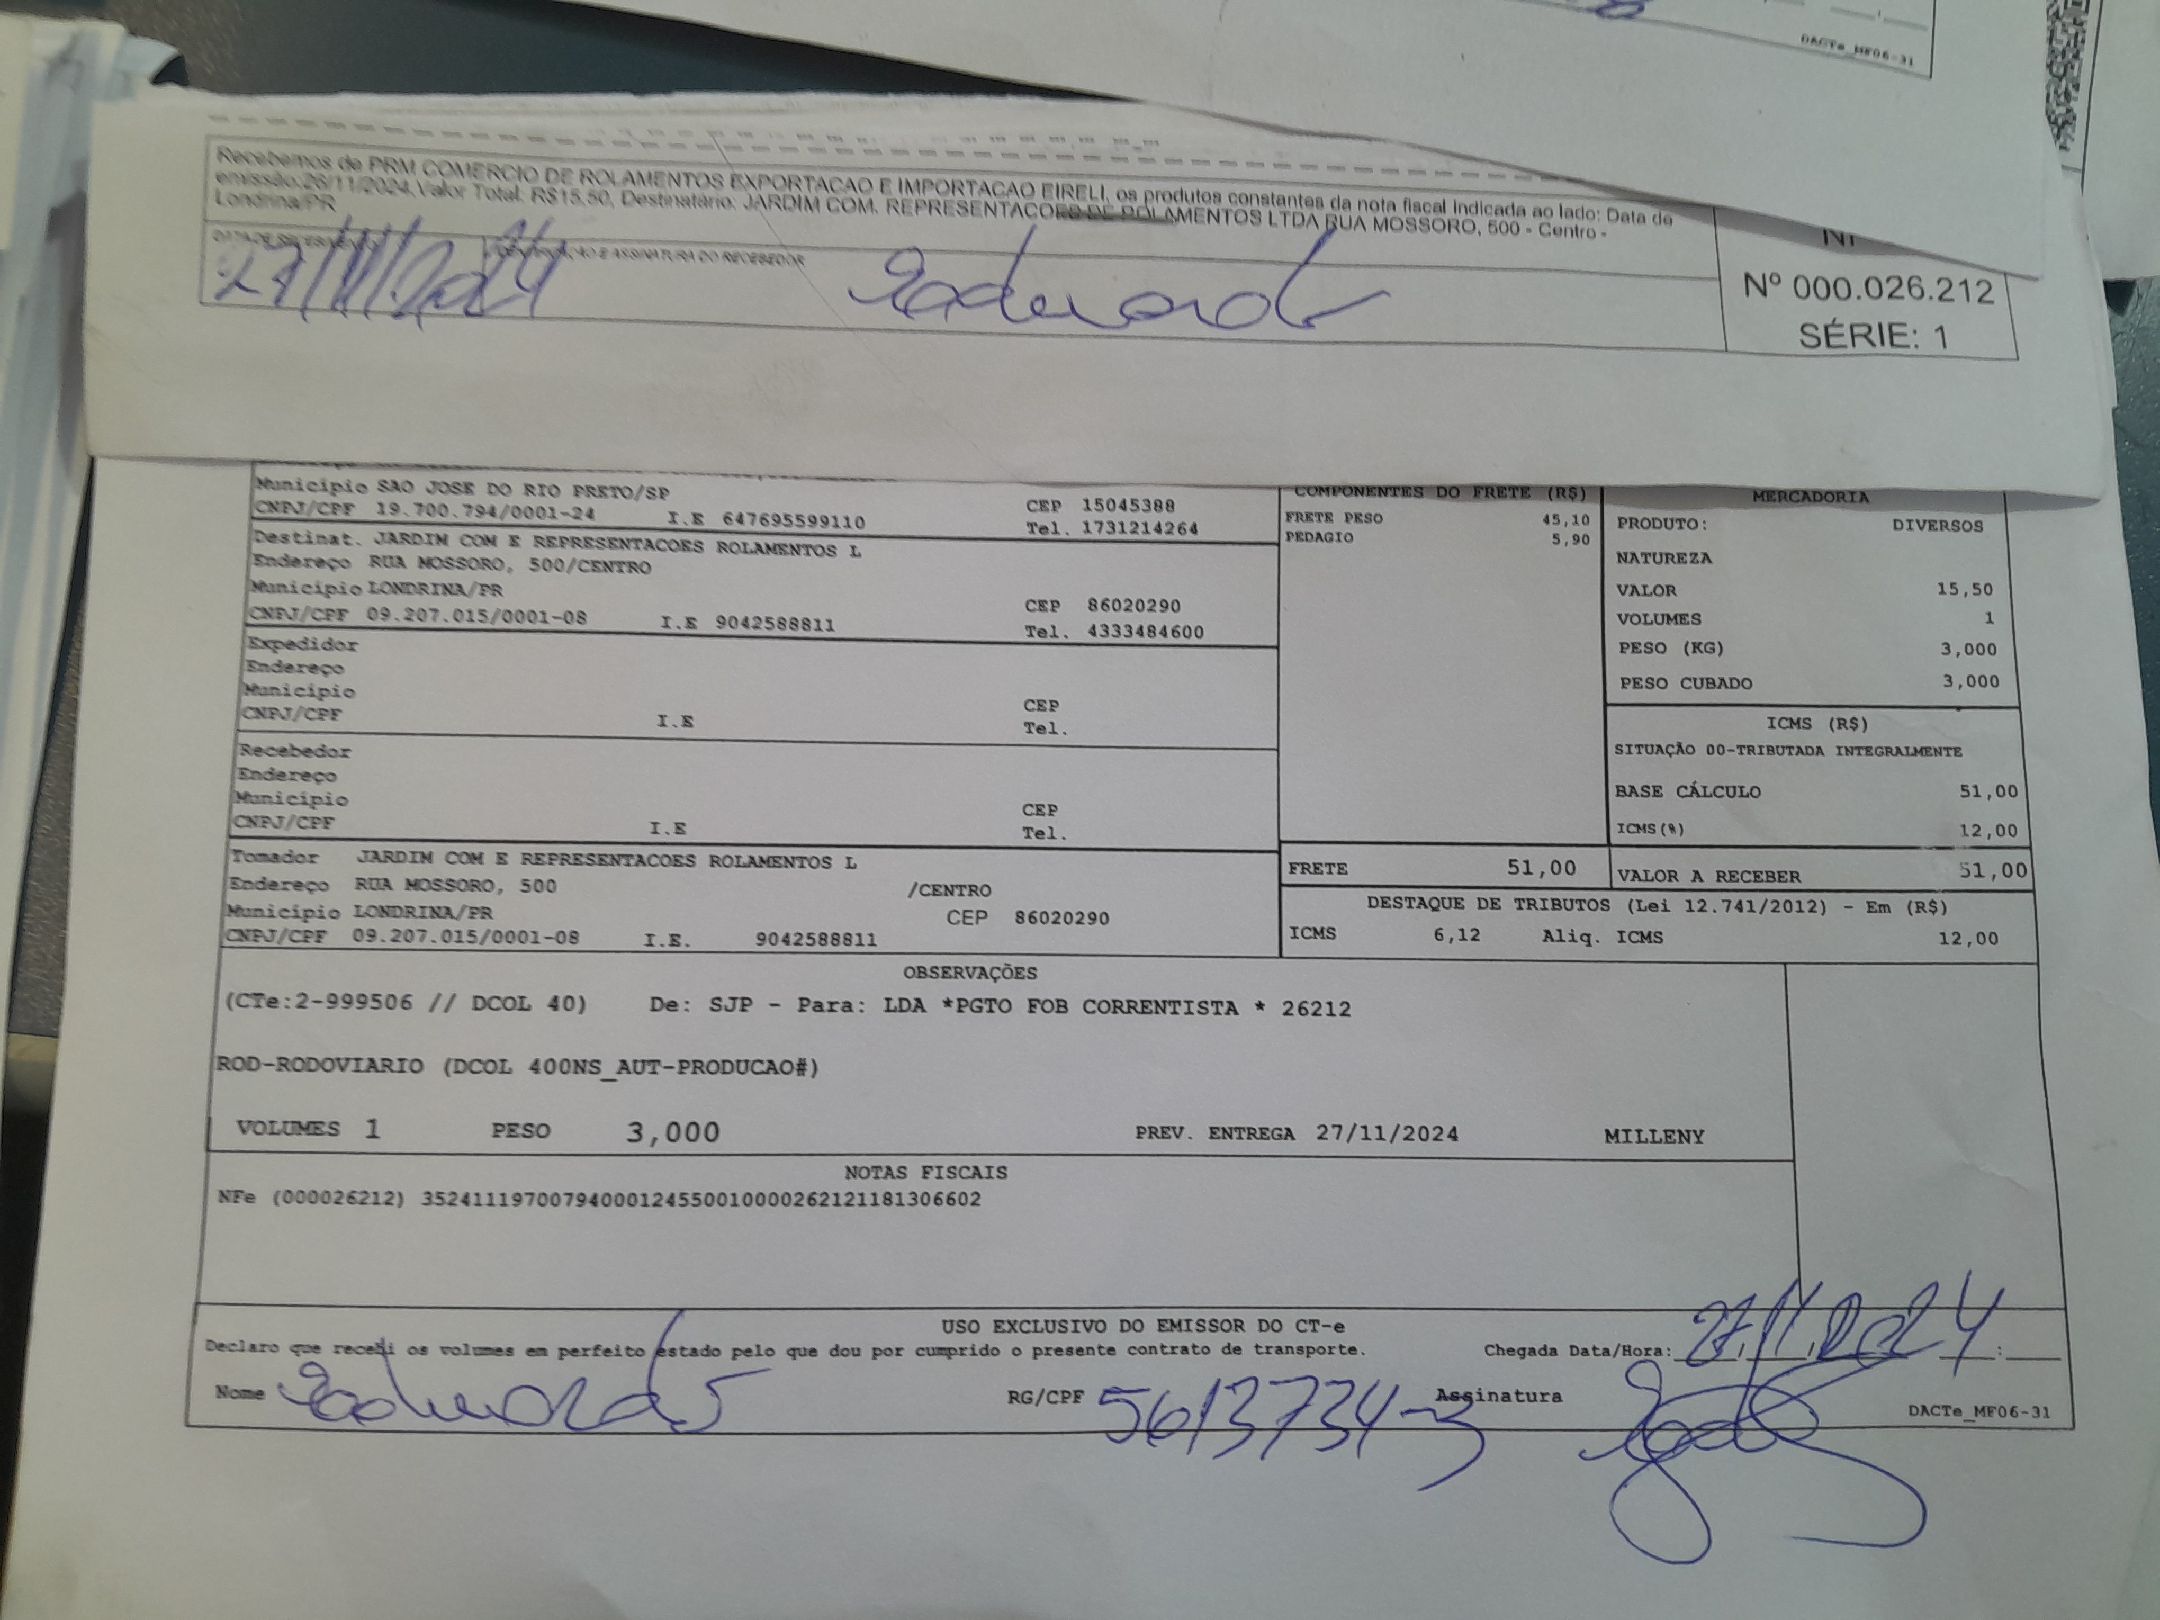 DACTe_MF06-31
Recebemos de PRM COMERCIO DE ROLAMENTOS EXPORTACAO E IMPORTACAO EIRELI, os produtos constantes da nota fiscal indicada ao lado: Data de
emissão:26/11/2024, Valor Total: R$15,50, Destinatário: JARDIM COM. REPRESENTACOES DE ROLAMENTOS LTDA RUA MOSSORO, 500 - Centro -
Londrina/PR
DATA DE RECEBIMENTO
IDENTIFICAÇÃO E ASSINATURA DO RECEBEDOR
27/11/2024
Eduardo
Nº 000.026.212
SÉRIE: 1
Município SAO JOSE DO RIO PRETO/SP
CEP 15045388
CNPJ/CPF 19.700.794/0001-24 I.E 647695599110 Tel. 1731214264
Destinat. JARDIM COM E REPRESENTACOES ROLAMENTOS L
Endereço RUA MOSSORO, 500/CENTRO
Município LONDRINA/PR CEP 86020290
CNPJ/CPF 09.207.015/0001-08 I.E 9042588811 Tel. 4333484600
Expedidor
Endereço
Município CEP
CNPJ/CPF I.E Tel.
Recebedor
Endereço
Município CEP
CNPJ/CPF I.E Tel.
Tomador JARDIM COM E REPRESENTACOES ROLAMENTOS L
Endereço RUA MOSSORO, 500 /CENTRO
Município LONDRINA/PR CEP 86020290
CNPJ/CPF 09.207.015/0001-08 I.E. 9042588811
COMPONENTES DO FRETE (R$)
FRETE PESO 45,10
PEDAGIO 5,90
FRETE 51,00
MERCADORIA
PRODUTO: DIVERSOS
NATUREZA
VALOR 15,50
VOLUMES 1
PESO (KG) 3,000
PESO CUBADO 3,000
ICMS (R$)
SITUAÇÃO 00-TRIBUTADA INTEGRALMENTE
BASE CÁLCULO 51,00
ICMS(%) 12,00
VALOR A RECEBER 51,00
DESTAQUE DE TRIBUTOS (Lei 12.741/2012) - Em (R$)
ICMS 6,12 Aliq. ICMS 12,00
OBSERVAÇÕES
(CTe:2-999506 // DCOL 40) De: SJP - Para: LDA *PGTO FOB CORRENTISTA * 26212
ROD-RODOVIARIO (DCOL 400NS_AUT-PRODUCAO#)
VOLUMES 1 PESO 3,000 PREV. ENTREGA 27/11/2024 MILLENY
NOTAS FISCAIS
NFe (000026212) 35241119700794000124550010000262121181306602
USO EXCLUSIVO DO EMISSOR DO CT-e
Declaro que recebi os volumes em perfeito estado pelo que dou por cumprido o presente contrato de transporte. Chegada Data/Hora: 27/11/2024 :
Nome Eduardo S RG/CPF 5613734-3 Assinatura
DACTe_MF06-31